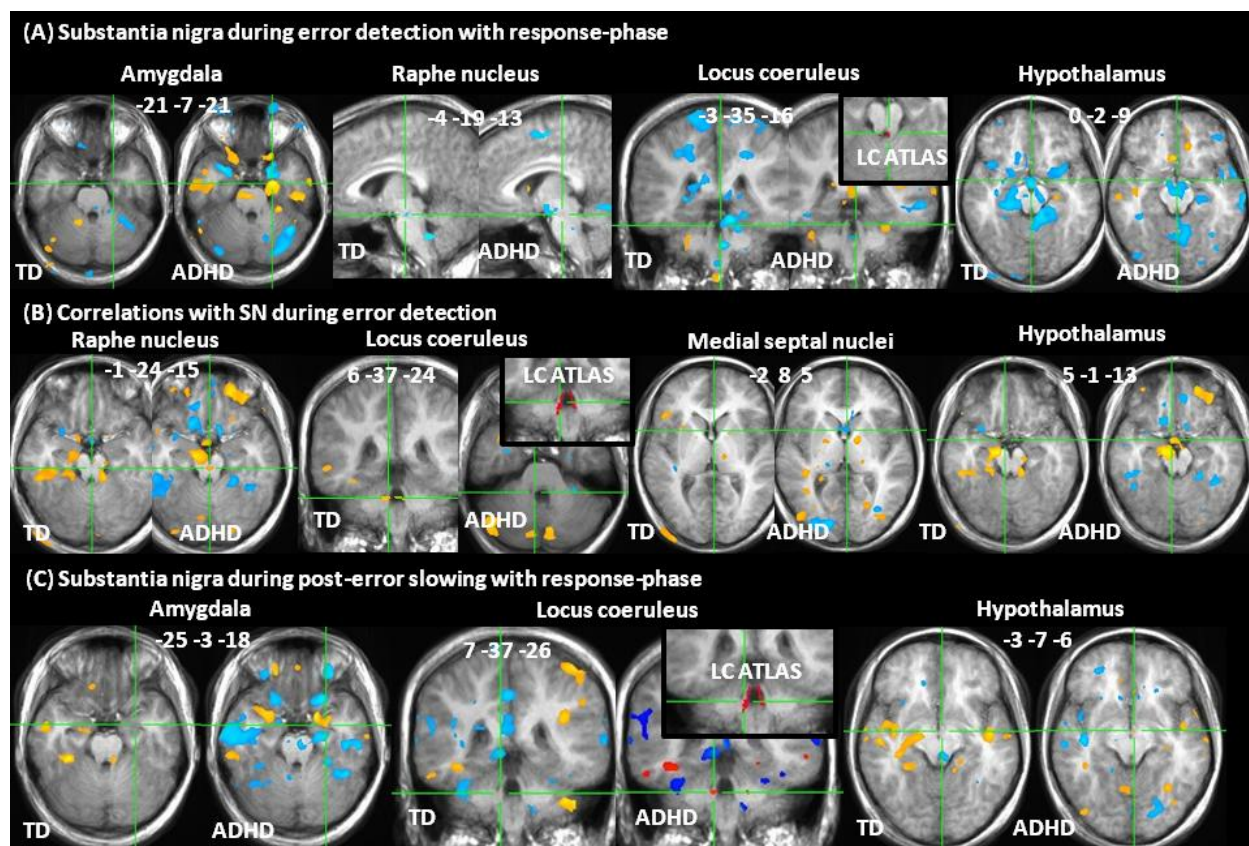 (A) Substantia nigra during error detection with response-phase
Amygdala
-21 -7 -21
Raphe nucleus
-4 -19 -13
Locus coeruleus
-3 -35 -16
LC ATLAS
Hypothalamus
0 -2 -9
TD
ADHD
TD
ADHD
TD
ADHD
TD
ADHD
(B) Correlations with SN during error detection
Raphe nucleus
-1 -24 -15
Locus coeruleus
6 -37 -24
LC ATLAS
Medial septal nuclei
-2 8 5
Hypothalamus
5 -1 -13
TD
ADHD
TD
ADHD
TD
ADHD
TD
ADHD
(C) Substantia nigra during post-error slowing with response-phase
Amygdala
-25 -3 -18
Locus coeruleus
7 -37 -26
LC ATLAS
Hypothalamus
-3 -7 -6
TD
ADHD
TD
ADHD
TD
ADHD